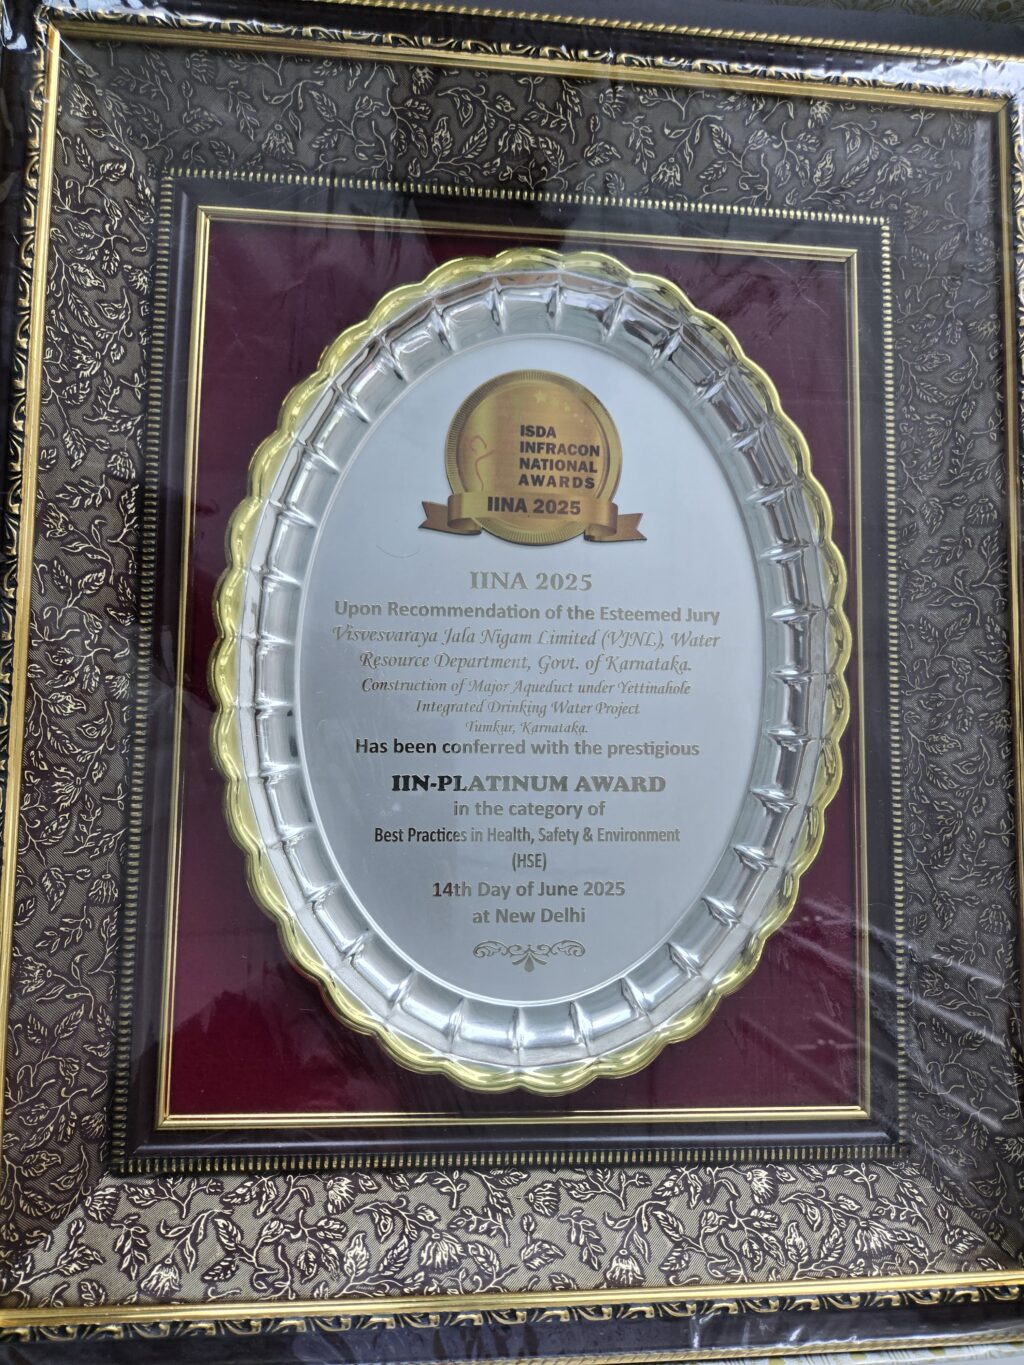 ISDA
INFRACON
NATIONAL
AWARDS
IINA 2025
IINA 2025
Upon Recommendation of the Esteemed Jury
Visvesvaraya Jala Nigam Limited (VJNL), Water
Resource Department, Govt. of Karnataka.
Construction of Major Aqueduct under Yettinahole
Integrated Drinking Water Project
Tumkur, Karnataka.
Has been conferred with the prestigious
IIN-PLATINUM AWARD
in the category of
Best Practices in Health, Safety & Environment
(HSE)
14th Day of June 2025
at New Delhi